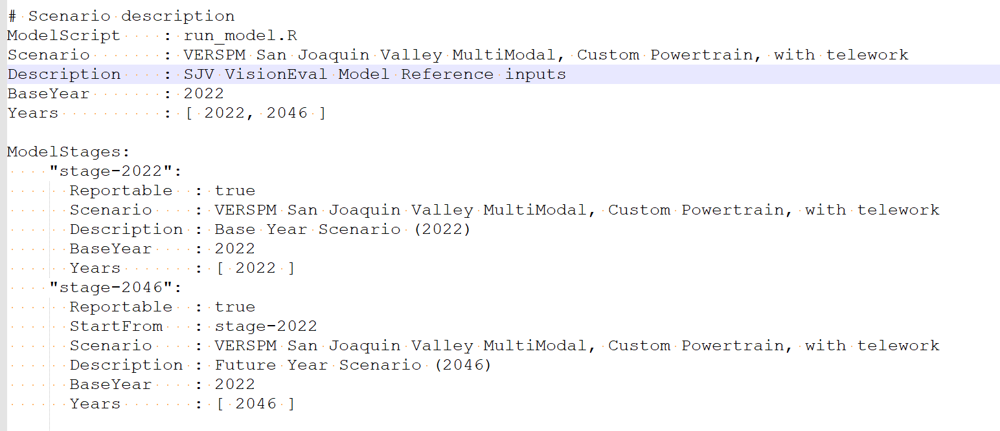 # Scenario description
ModelScript    : run_model.R
Scenario       : VERSPM San Joaquin Valley MultiModal, Custom Powertrain, with telework
Description    : SJV VisionEval Model Reference inputs
BaseYear       : 2022
Years          : [ 2022, 2046 ]

ModelStages:
    "stage-2022":
      Reportable  : true
      Scenario    : VERSPM San Joaquin Valley MultiModal, Custom Powertrain, with telework
      Description : Base Year Scenario (2022)
      BaseYear    : 2022
      Years       : [ 2022 ]
    "stage-2046":
      Reportable  : true
      StartFrom   : stage-2022
      Scenario    : VERSPM San Joaquin Valley MultiModal, Custom Powertrain, with telework
      Description : Future Year Scenario (2046)
      BaseYear    : 2022
      Years       : [ 2046 ]